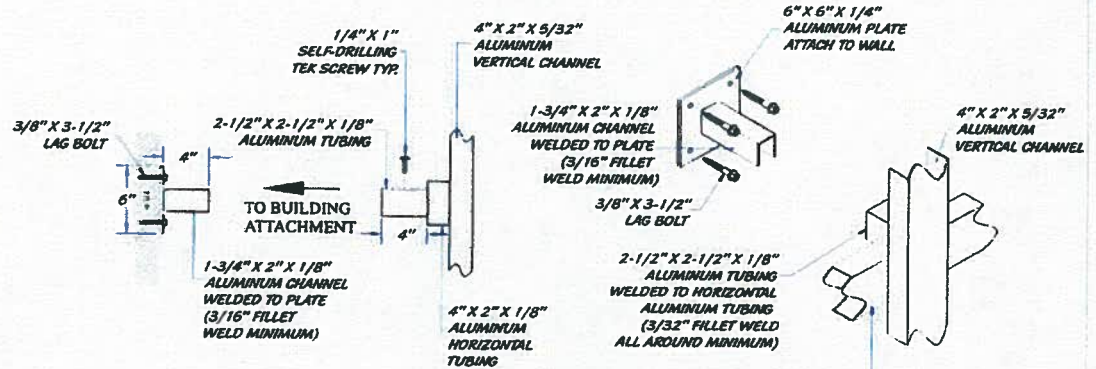 1/4" X 1"
SELF-DRILLING
TEK SCREW TYP.
4" X 2" X 5/32"
ALUMINUM
VERTICAL CHANNEL
6" X 6" X 1/4"
ALUMINUM PLATE
ATTACH TO WALL
3/8" X 3-1/2"
LAG BOLT
4"
2-1/2" X 2-1/2" X 1/8"
ALUMINUM TUBING
1-3/4" X 2" X 1/8"
ALUMINUM CHANNEL
WELDED TO PLATE
(3/16" FILLET
WELD MINIMUM)
4" X 2" X 5/32"
ALUMINUM
VERTICAL CHANNEL
6"
TO BUILDING
ATTACHMENT
4"
3/8" X 3-1/2"
LAG BOLT
1-3/4" X 2" X 1/8"
ALUMINUM CHANNEL
WELDED TO PLATE
(3/16" FILLET
WELD MINIMUM)
4" X 2" X 1/8"
ALUMINUM
HORIZONTAL
TUBING
2-1/2" X 2-1/2" X 1/8"
ALUMINUM TUBING
WELDED TO HORIZONTAL
ALUMINUM TUBING
(3/32" FILLET WELD
ALL AROUND MINIMUM)